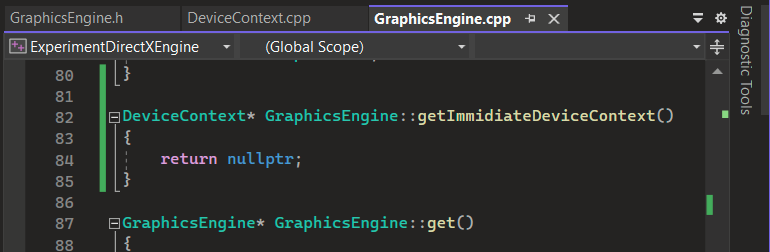 GraphicsEngine.h DeviceContext.cpp GraphicsEngine.cpp
ExperimentDirectXEngine (Global Scope)
80 }
81
82 DeviceContext* GraphicsEngine::getImmidiateDeviceContext()
83 {
84 return nullptr;
85 }
86
87 GraphicsEngine* GraphicsEngine::get()
88 {
Diagnostic Tools